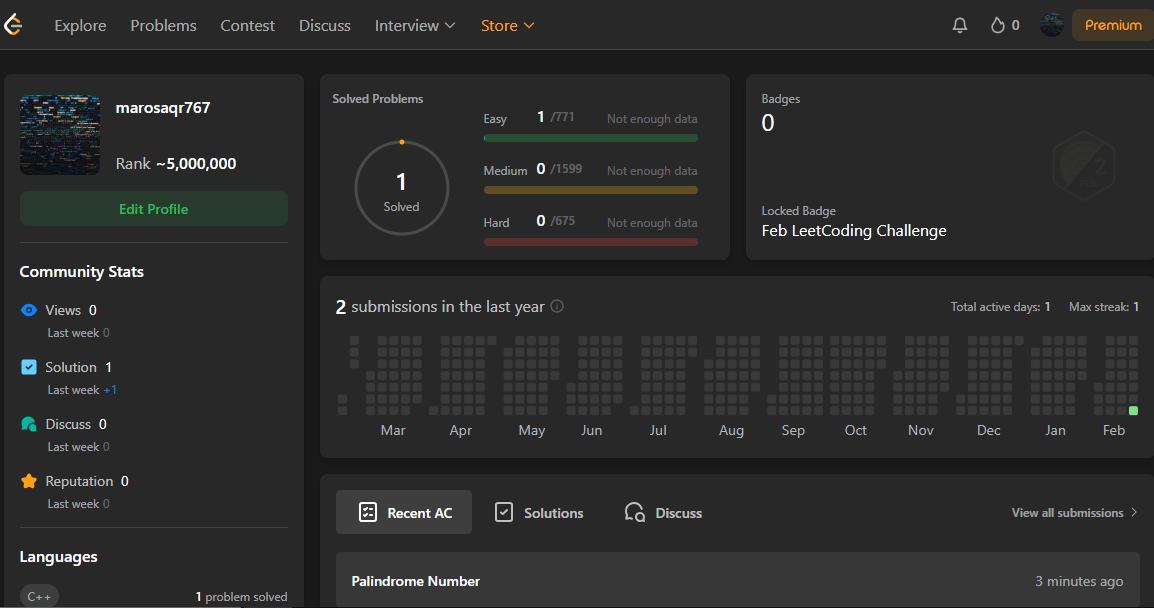 Explore Problems Contest Discuss Interview Store 0 Premium
marosaqr767
Rank ~5,000,000
Edit Profile
Community Stats
Views 0
Last week 0
Solution 1
Last week +1
Discuss 0
Last week 0
Reputation 0
Last week 0
Languages
C++ 1 problem solved
Solved Problems
1
Solved
Easy 1 /771 Not enough data
Medium 0 /1599 Not enough data
Hard 0 /675 Not enough data
Badges
0
Locked Badge
Feb LeetCoding Challenge
2 submissions in the last year Total active days: 1 Max streak: 1
Mar Apr May Jun Jul Aug Sep Oct Nov Dec Jan Feb
Recent AC Solutions Discuss View all submissions
Palindrome Number 3 minutes ago